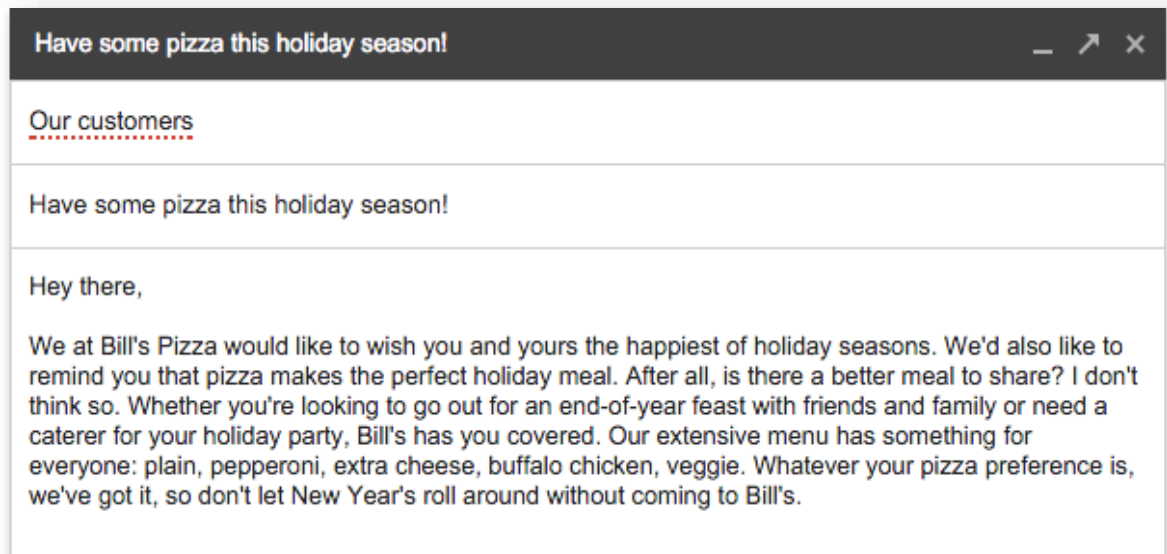 Have some pizza this holiday season!
Our customers
Have some pizza this holiday season!
Hey there,
We at Bill's Pizza would like to wish you and yours the happiest of holiday seasons. We'd also like to
remind you that pizza makes the perfect holiday meal. After all, is there a better meal to share? I don't
think so. Whether you're looking to go out for an end-of-year feast with friends and family or need a
caterer for your holiday party, Bill's has you covered. Our extensive menu has something for
everyone: plain, pepperoni, extra cheese, buffalo chicken, veggie. Whatever your pizza preference is,
we've got it, so don't let New Year's roll around without coming to Bill's.